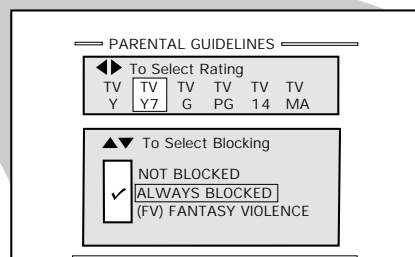 PARENTAL GUIDELINES
◀▶ To Select Rating
TV TV TV TV TV TV
Y Y7 G PG 14 MA
▲▼ To Select Blocking
NOT BLOCKED
✓ ALWAYS BLOCKED
(FV) FANTASY VIOLENCE